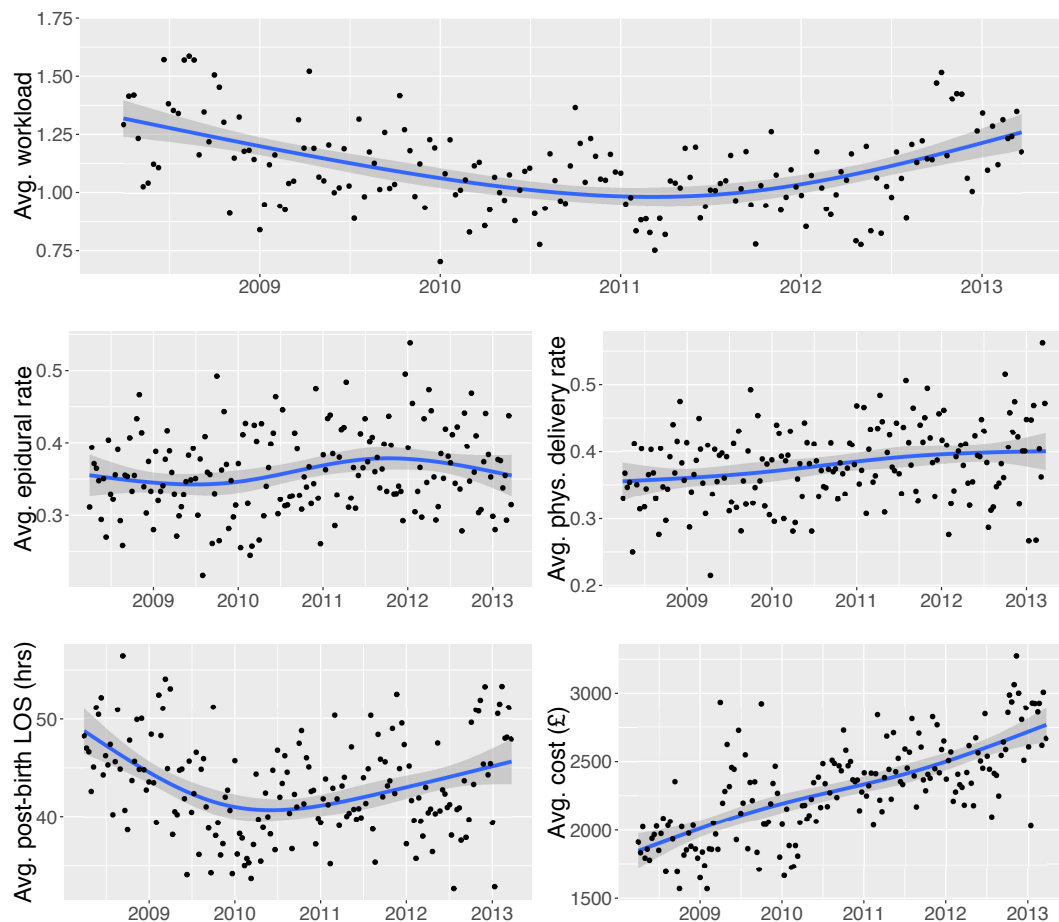 Avg. workload
1.75
1.50
1.25
1.00
0.75
2009 2010 2011 2012 2013
Avg. epidural rate
0.5
0.4
0.3
2009 2010 2011 2012 2013
Avg. phys. delivery rate
0.5
0.4
0.3
0.2
2009 2010 2011 2012 2013
Avg. post-birth LOS (hrs)
50
40
2009 2010 2011 2012 2013
Avg. cost (£)
3000
2500
2000
1500
2009 2010 2011 2012 2013